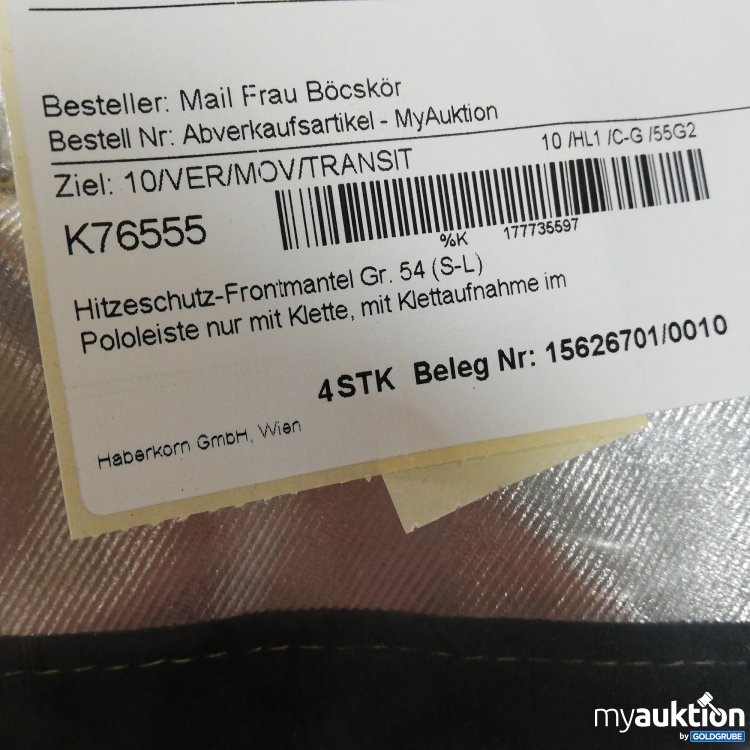 Besteller: Mail Frau Böcskör
Bestell Nr: Abverkaufsartikel - MyAuktion
Ziel: 10/VER/MOV/TRANSIT
10 /HL1 /C-G /55G2
K76555
%K 177735597
Hitzeschutz-Frontmantel Gr. 54 (S-L)
Pololeiste nur mit Klette, mit Klettaufnahme im
4STK Beleg Nr: 15626701/0010
Haberkorn GmbH, Wien
myauktion
by GOLDGRUBE